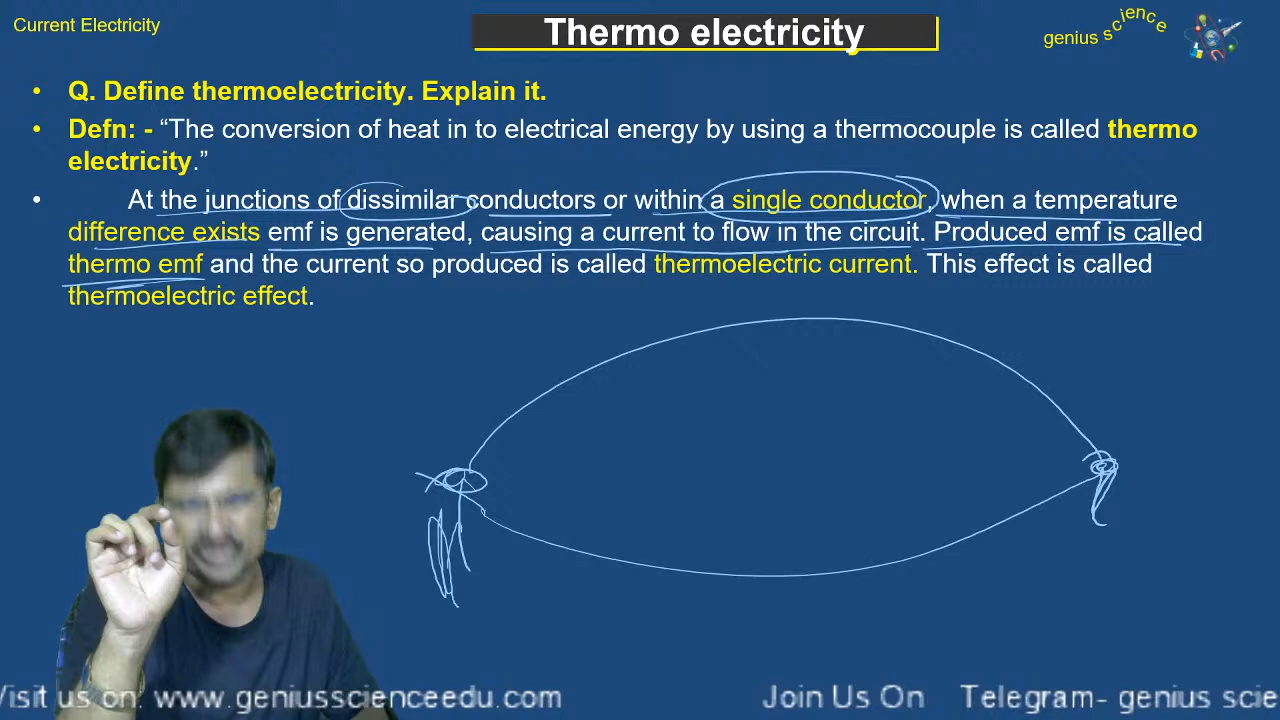 Current Electricity
Thermo electricity
genius science
• Q. Define thermoelectricity. Explain it.
• Defn: - “The conversion of heat in to electrical energy by using a thermocouple is called thermo
electricity.”
• At the junctions of dissimilar conductors or within a single conductor, when a temperature
difference exists emf is generated, causing a current to flow in the circuit. Produced emf is called
thermo emf and the current so produced is called thermoelectric current. This effect is called
thermoelectric effect.
Visit us on: www.geniusscienceedu.com Join Us On Telegram- genius scie